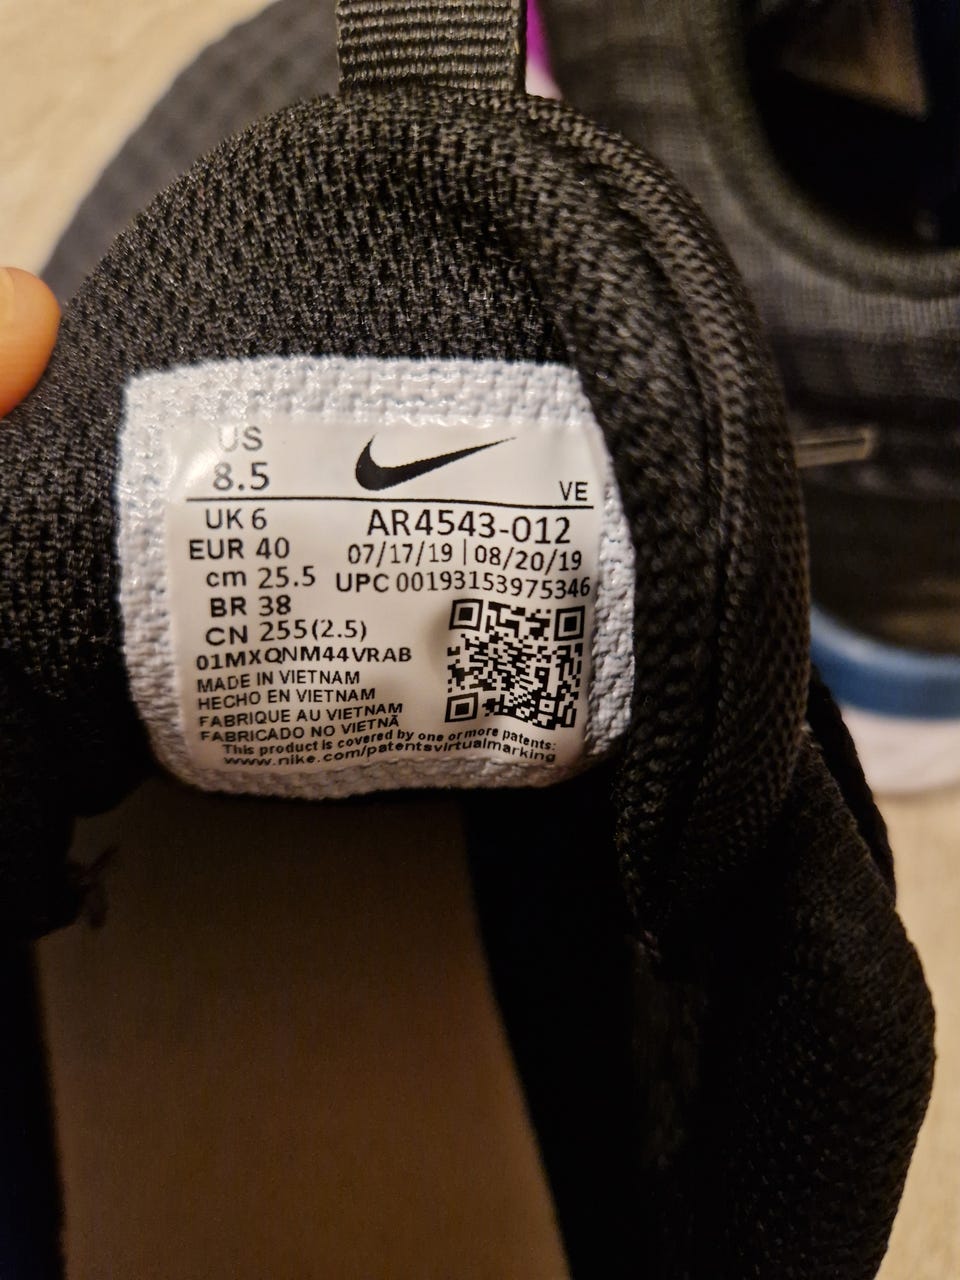 US
8.5
VE
UK 6
AR4543-012
EUR 40
07/17/19 | 08/20/19
cm 25.5
UPC 00193153975346
BR 38
CN 255(2.5)
01MXQNM44VRAB
MADE IN VIETNAM
HECHO EN VIETNAM
FABRIQUE AU VIETNAM
FABRICADO NO VIETNÃ
This product is covered by one or more patents:
www.nike.com/patentsvirtualmarking